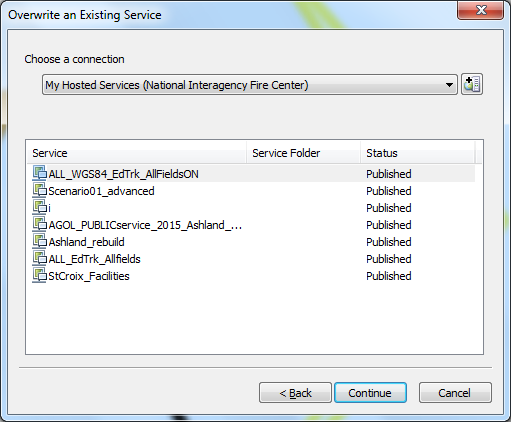 Overwrite an Existing Service
Choose a connection
My Hosted Services (National Interagency Fire Center)
Service Service Folder Status
ALL_WGS84_EdTrk_AllFieldsON Published
Scenario01_advanced Published
i Published
AGOL_PUBLICservice_2015_Ashland_... Published
Ashland_rebuild Published
ALL_EdTrk_Allfields Published
StCroix_Facilities Published
< Back Continue Cancel